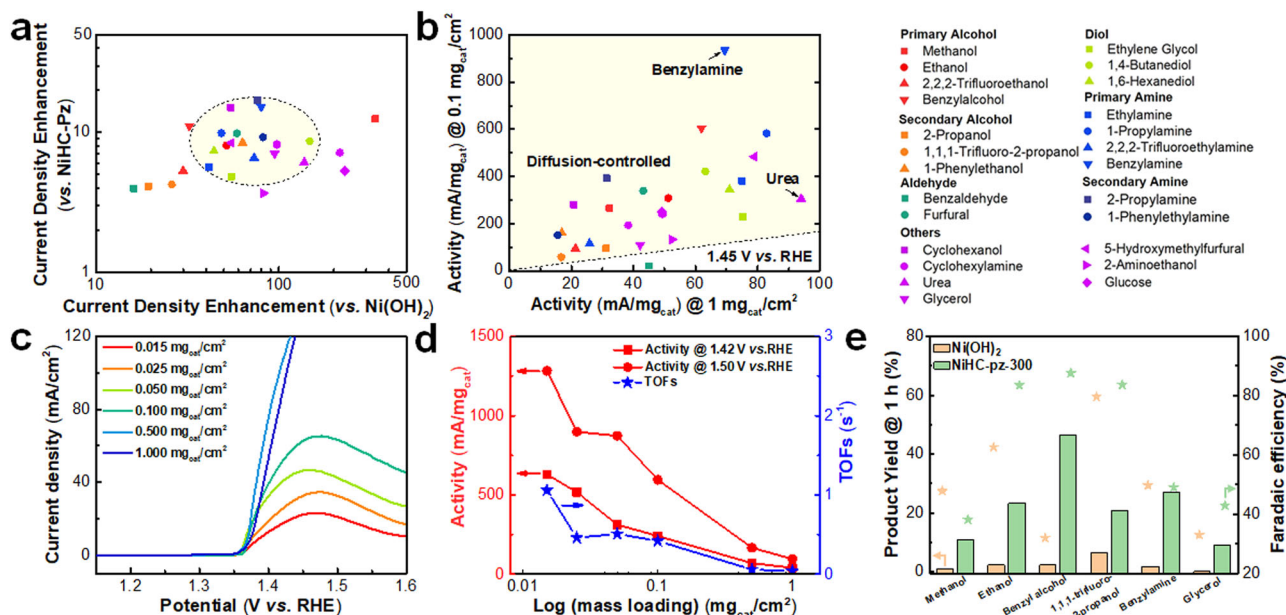 a
Current Density Enhancement
(vs. NiHC-Pz)
50
10
1
10
100
500
Current Density Enhancement (vs. Ni(OH)2
b
Activity (mA/mgcat) @ 0.1 mgcat/cm2
1000
800
600
400
200
0
Benzylamine
Diffusion-controlled
Urea
1.45 V vs. RHE
0 20 40 60 80 100
Activity (mA/mgcat) @ 1 mgcat/cm2
Primary Alcohol
Methanol
Ethanol
2,2,2-Trifluoroethanol
Benzylalcohol
Secondary Alcohol
2-Propanol
1,1,1-Trifluoro-2-propanol
1-Phenylethanol
Aldehyde
Benzaldehyde
Furfural
Others
Cyclohexanol
Cyclohexylamine
Urea
Glycerol
Diol
Ethylene Glycol
1,4-Butanediol
1,6-Hexanediol
Primary Amine
Ethylamine
1-Propylamine
2,2,2-Trifluoroethylamine
Benzylamine
Secondary Amine
2-Propylamine
1-Phenylethylamine
5-Hydroxymethylfurfural
2-Aminoethanol
Glucose
c
Current density (mA/cm2)
120
80
40
0
0.015 mgcat/cm2
0.025 mgcat/cm2
0.050 mgcat/cm2
0.100 mgcat/cm2
0.500 mgcat/cm2
1.000 mgcat/cm2
1.2 1.3 1.4 1.5 1.6
Potential (V vs. RHE)
d
Activity (mA/mgcat)
1500
1000
500
0
Activity @ 1.42 V vs.RHE
Activity @ 1.50 V vs.RHE
TOFs
3
2
1
0
TOFs (s-1)
0.01 0.1 1
Log (mass loading) (mgcat/cm2)
e
Product Yield @ 1 h (%)
80
60
40
20
0
Ni(OH)2
NiHC-pz-300
100
80
60
40
20
Faradaic efficiency (%)
Methanol
Ethanol
Benzyl alcohol
1,1,1-trifluoro-
2-propanol
Benzylamine
Glycerol